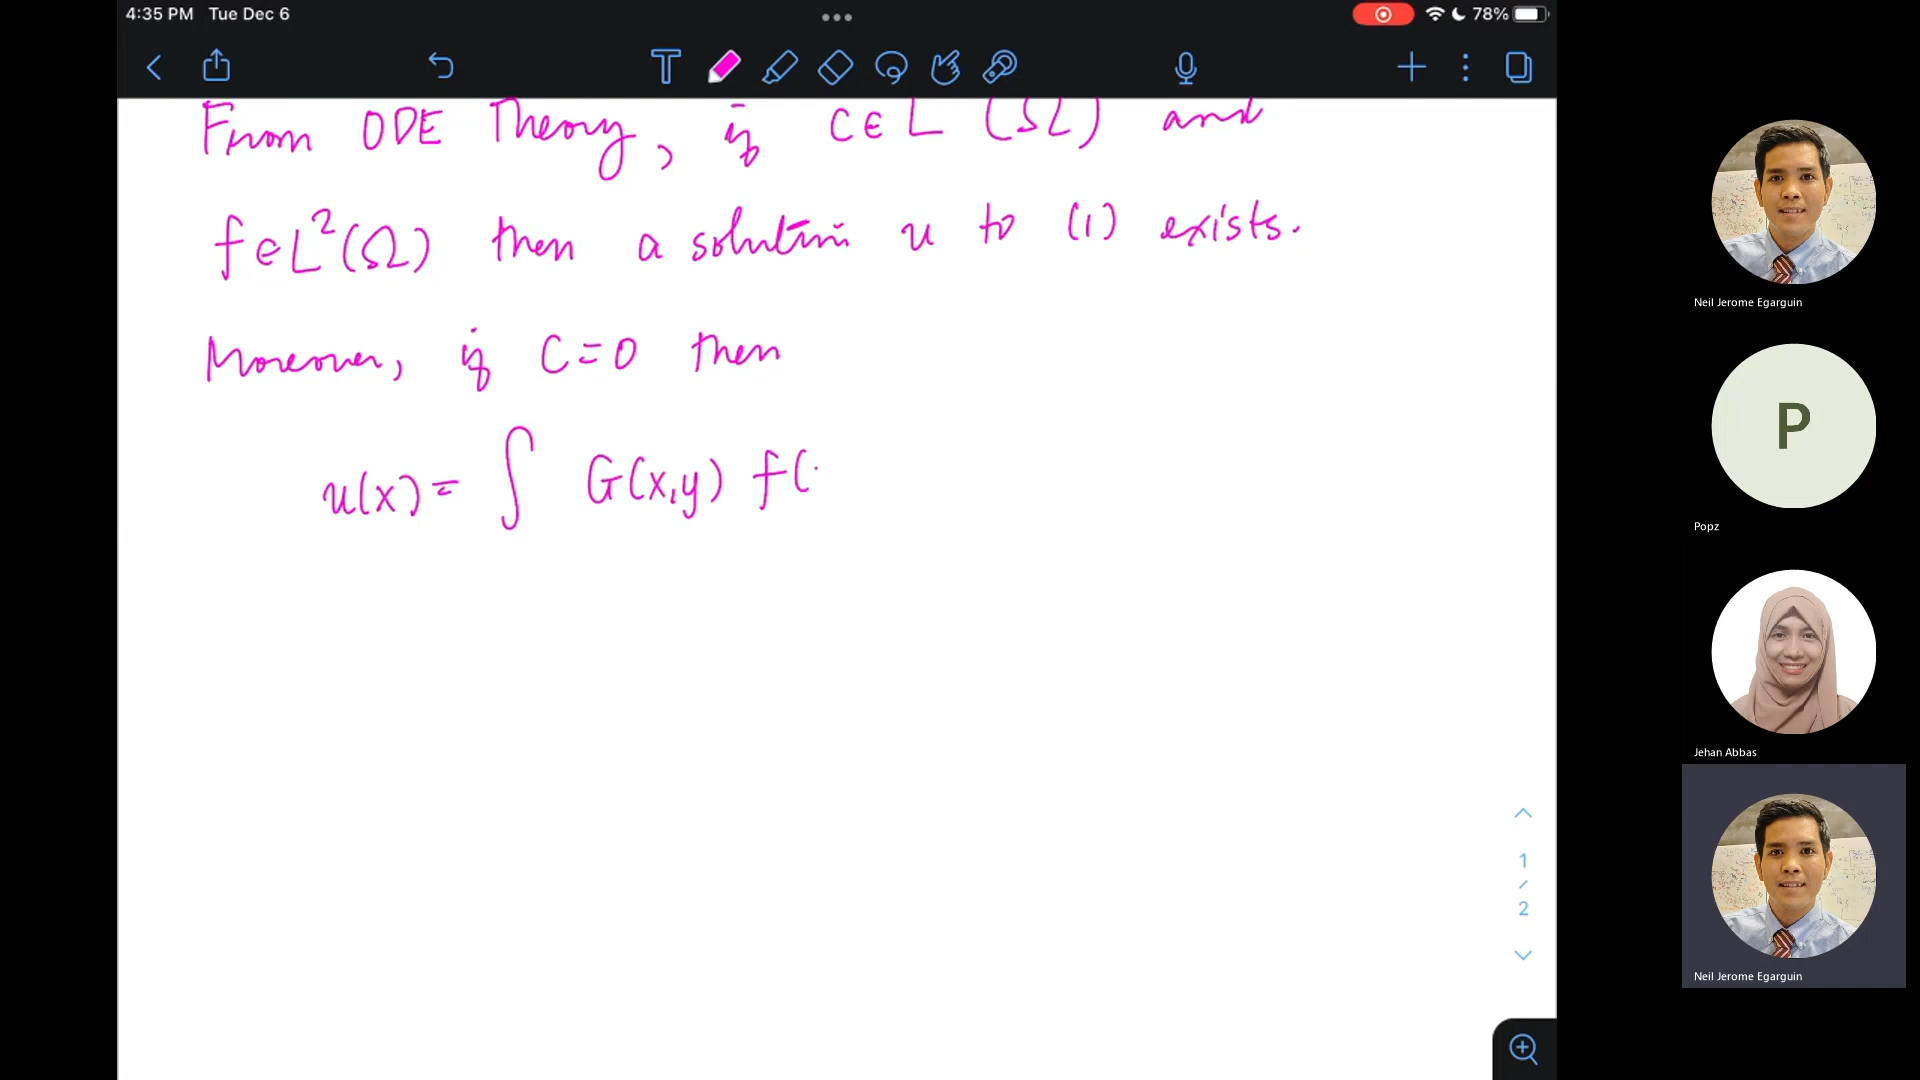 4:35 PM Tue Dec 6
78%
From ODE Theory, if C∈L (Ω) and
f∈L²(Ω) then a solution u to (1) exists.
Moreover, if C=0 then
u(x)= ∫ G(x,y) f(
1
/
2
Neil Jerome Egarguin
P
Popz
Jehan Abbas
Neil Jerome Egarguin